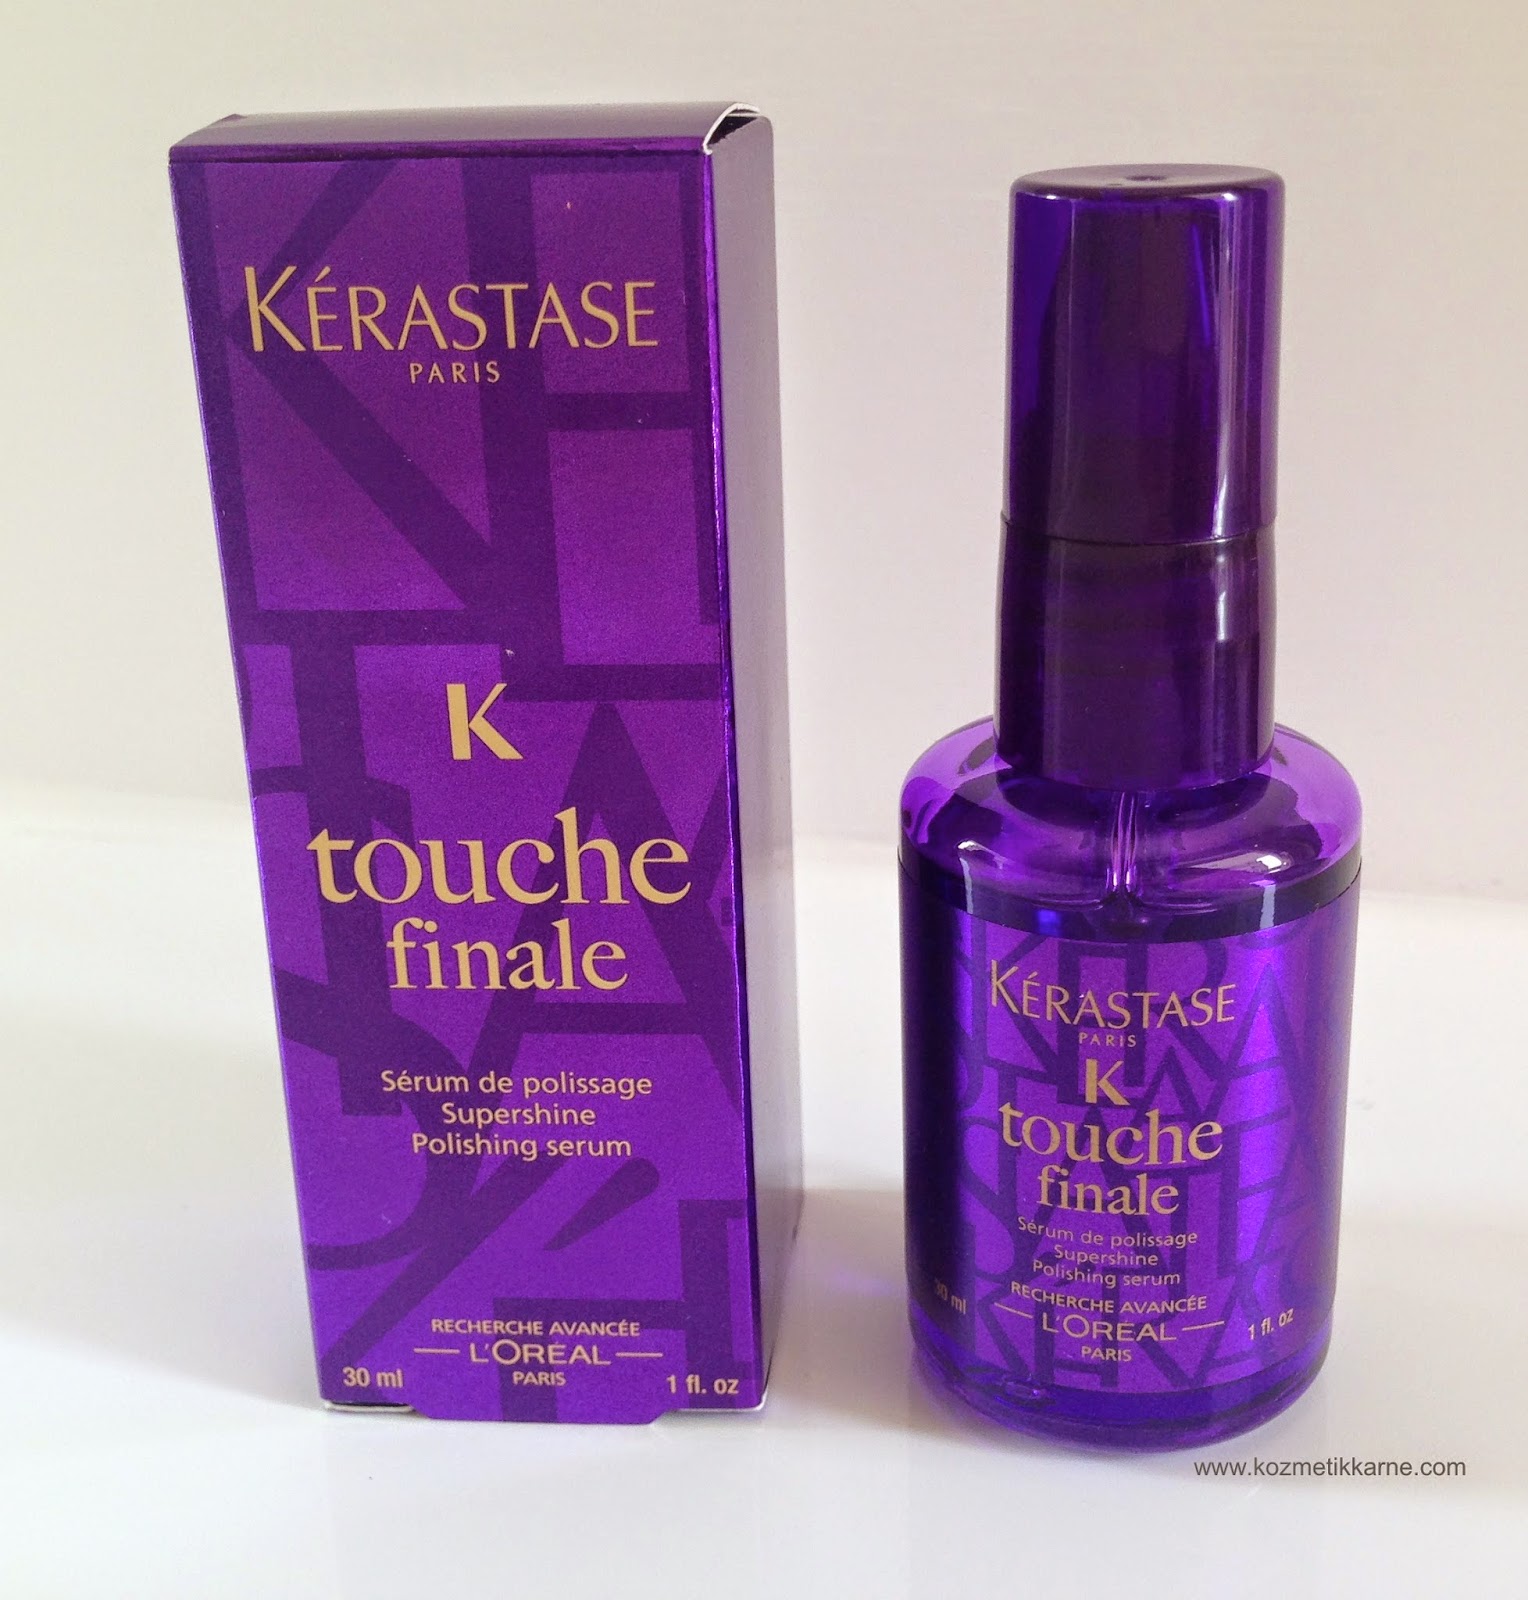 KÉRASTASE
PARIS
K
touche
finale
Sérum de polissage
Supershine
Polishing serum
RECHERCHE AVANCÉE
L'ORÉAL
PARIS
30 ml
1 fl. oz
KÉRASTASE
PARIS
K
touche
finale
Sérum de polissage
Supershine
Polishing serum
RECHERCHE AVANCÉE
L'ORÉAL
PARIS
30 ml
1 fl. oz
www.kozmetikkarne.com